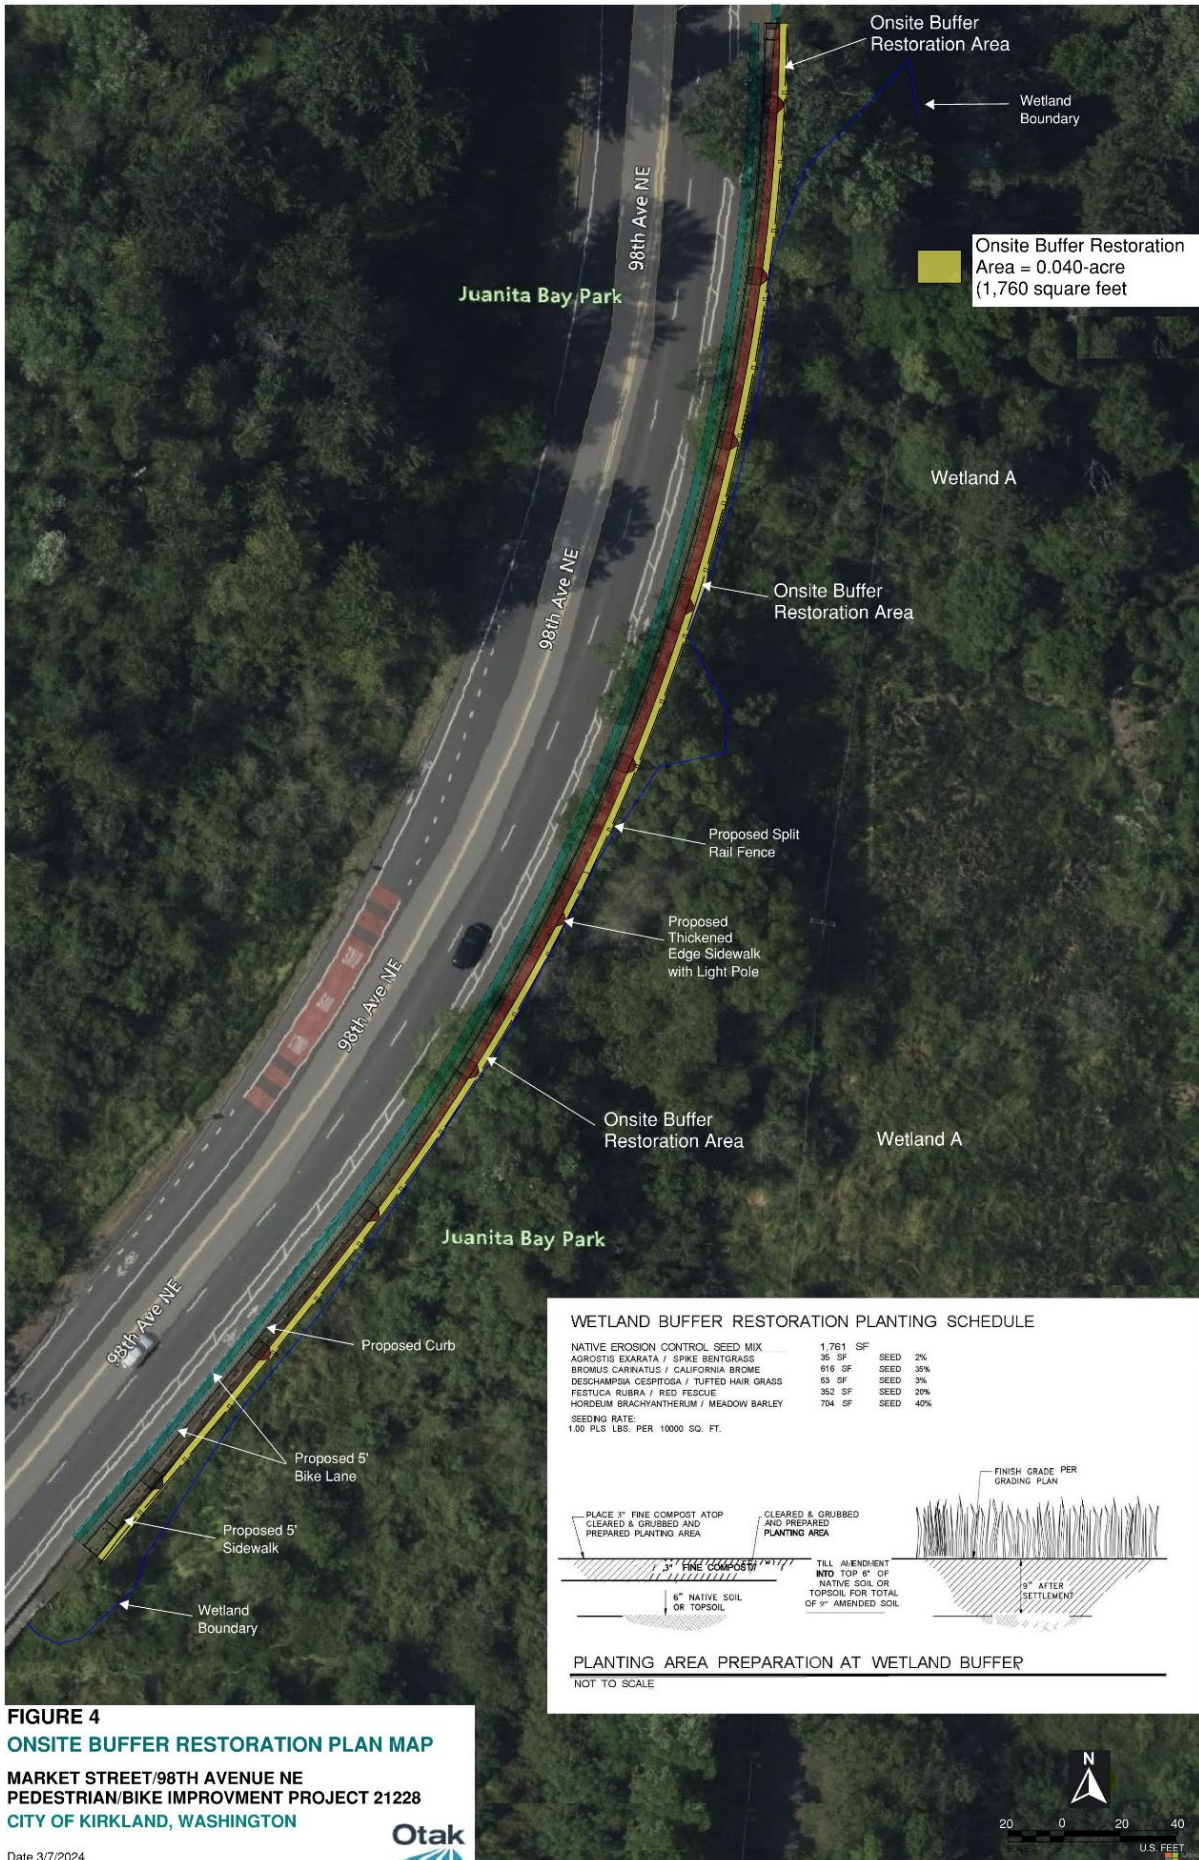 Onsite Buffer
Restoration Area
Wetland
Boundary
98th Ave NE
Onsite Buffer Restoration
Area = 0.040-acre
(1,760 square feet
Juanita Bay Park
Wetland A
98th Ave NE
Onsite Buffer
Restoration Area
Proposed Split
Rail Fence
Proposed
Thickened
Edge Sidewalk
with Light Pole
98th Ave NE
Onsite Buffer
Restoration Area
Wetland A
Juanita Bay Park
98th Ave NE
Proposed Curb
Proposed 5'
Bike Lane
Proposed 5'
Sidewalk
Wetland
Boundary
WETLAND BUFFER RESTORATION PLANTING SCHEDULE
NATIVE EROSION CONTROL SEED MIX 1,761 SF
AGROSTIS EXARATA / SPIKE BENTGRASS 35 SF SEED 2%
BROMUS CARINATUS / CALIFORNIA BROME 616 SF SEED 35%
DESCHAMPSIA CESPITOSA / TUFTED HAIR GRASS 53 SF SEED 3%
FESTUCA RUBRA / RED FESCUE 352 SF SEED 20%
HORDEUM BRACHYANTHERUM / MEADOW BARLEY 704 SF SEED 40%
SEEDING RATE:
1.00 PLS LBS. PER 10000 SQ. FT.
PLACE 3" FINE COMPOST ATOP
CLEARED & GRUBBED AND
PREPARED PLANTING AREA
CLEARED & GRUBBED
AND PREPARED
PLANTING AREA
3" FINE COMPOST
6" NATIVE SOIL
OR TOPSOIL
TILL AMENDMENT
INTO TOP 6" OF
NATIVE SOIL OR
TOPSOIL FOR TOTAL
OF 9" AMENDED SOIL
FINISH GRADE PER
GRADING PLAN
9" AFTER
SETTLEMENT
PLANTING AREA PREPARATION AT WETLAND BUFFER
NOT TO SCALE
FIGURE 4
ONSITE BUFFER RESTORATION PLAN MAP
MARKET STREET/98TH AVENUE NE
PEDESTRIAN/BIKE IMPROVMENT PROJECT 21228
CITY OF KIRKLAND, WASHINGTON
Otak
Date 3/7/2024
N
20 0 20 40
SCALE
U.S. FEET